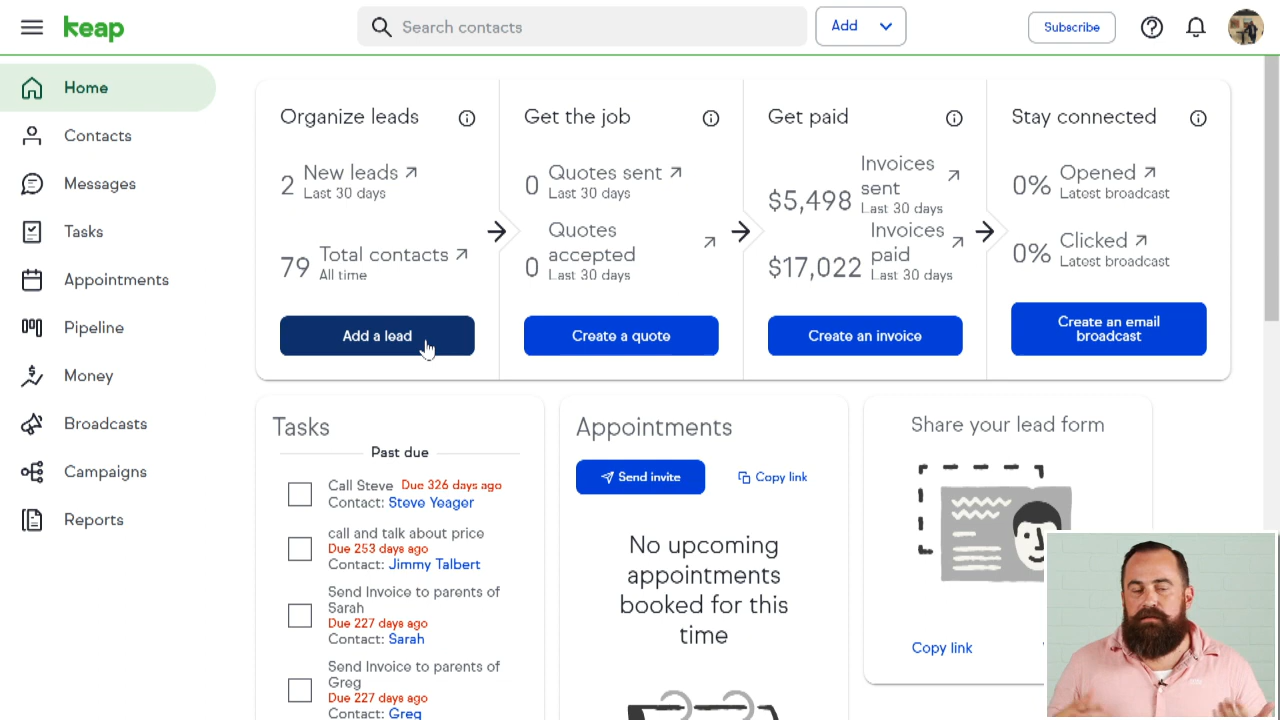 keap
Search contacts
Add
Subscribe
Home
Contacts
Messages
Tasks
Appointments
Pipeline
Money
Broadcasts
Campaigns
Reports
Organize leads
2 New leads
Last 30 days
79 Total contacts
All time
Add a lead
Get the job
0 Quotes sent
Last 30 days
Quotes
accepted
0 Last 30 days
Create a quote
Get paid
Invoices
sent
$5,498 Last 30 days
Invoices
paid
$17,022 Last 30 days
Create an invoice
Stay connected
0% Opened
Latest broadcast
0% Clicked
Latest broadcast
Create an email
broadcast
Tasks
Past due
Call Steve Due 326 days ago
Contact: Steve Yeager
call and talk about price
Due 253 days ago
Contact: Jimmy Talbert
Send Invoice to parents of
Sarah
Due 227 days ago
Contact: Sarah
Send Invoice to parents of
Greg
Due 227 days ago
Contact: Greg
Appointments
Send invite
Copy link
No upcoming
appointments
booked for this
time
Share your lead form
Copy link